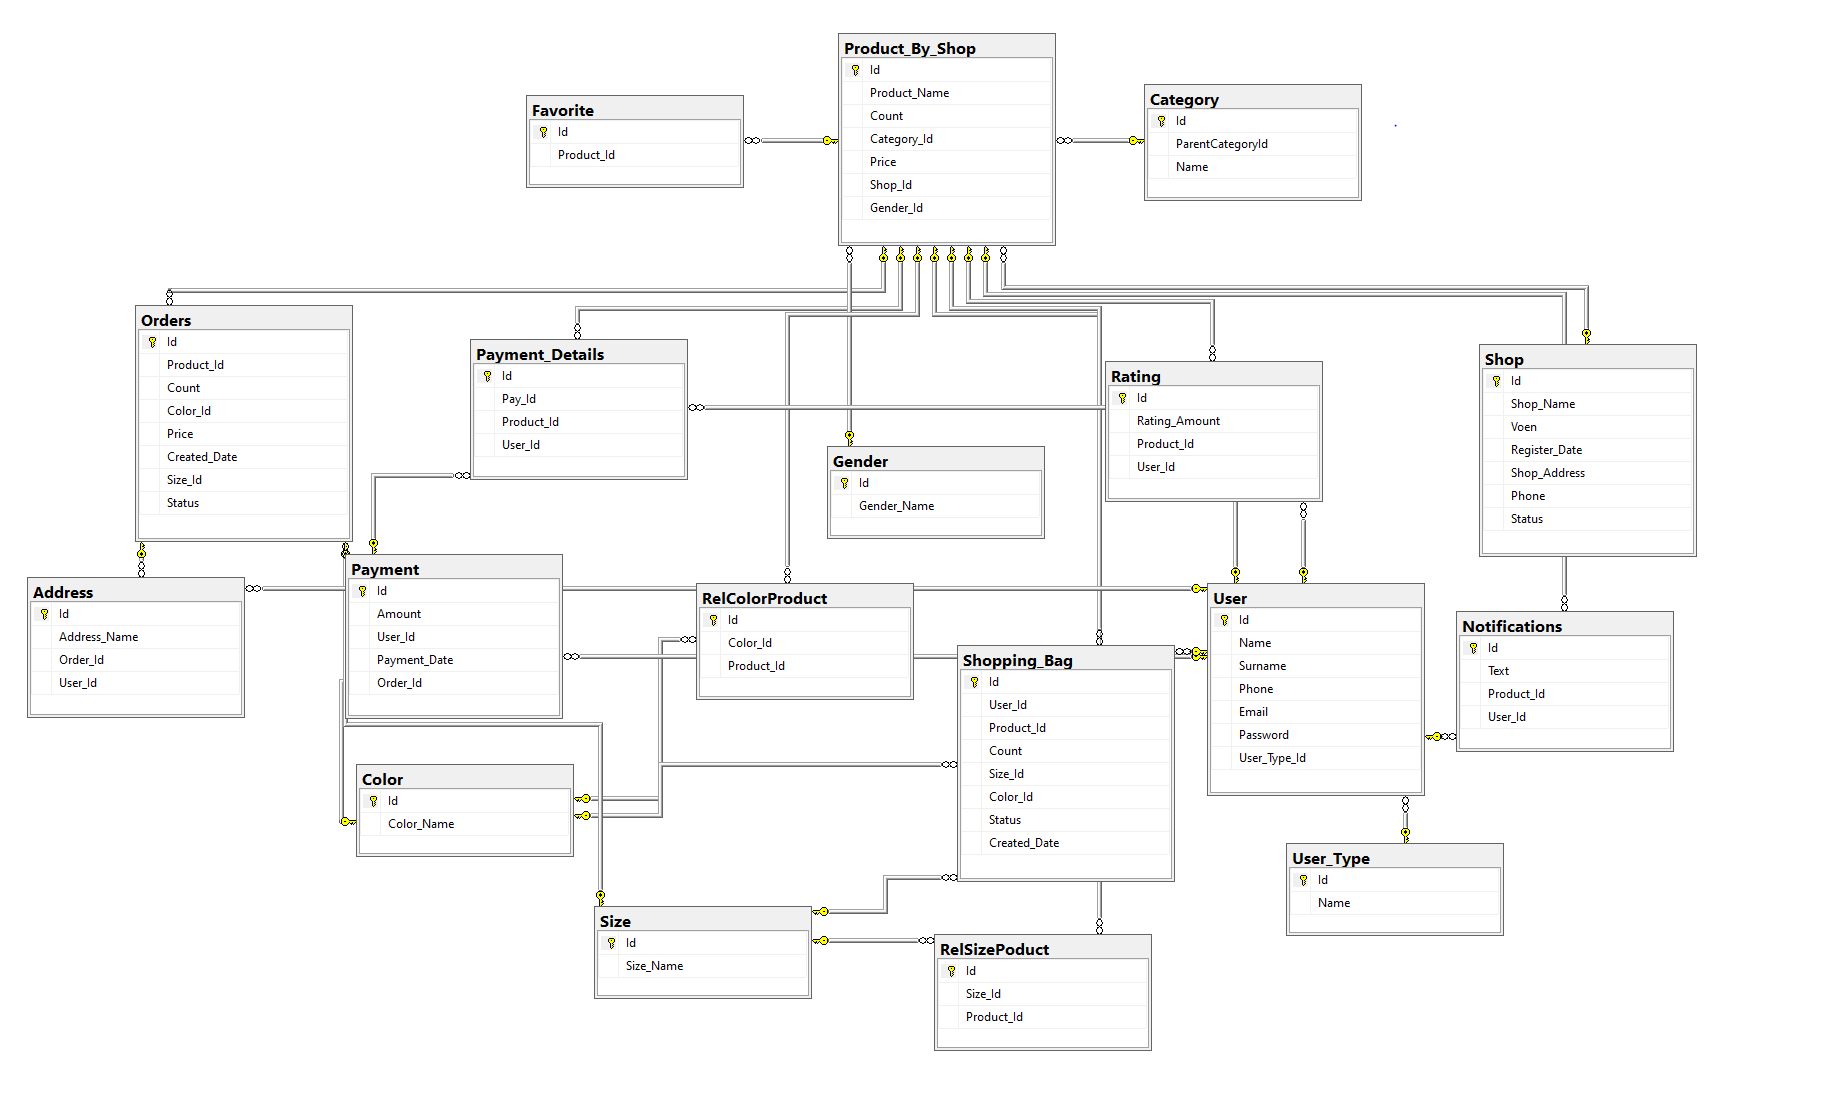 Product_By_Shop
Id
Product_Name
Count
Category_Id
Price
Shop_Id
Gender_Id
Favorite
Id
Product_Id
Category
Id
ParentCategoryId
Name
Orders
Id
Product_Id
Count
Color_Id
Price
Created_Date
Size_Id
Status
Payment_Details
Id
Pay_Id
Product_Id
User_Id
Gender
Id
Gender_Name
Rating
Id
Rating_Amount
Product_Id
User_Id
Shop
Id
Shop_Name
Voen
Register_Date
Shop_Address
Phone
Status
Address
Id
Address_Name
Order_Id
User_Id
Payment
Id
Amount
User_Id
Payment_Date
Order_Id
RelColorProduct
Id
Color_Id
Product_Id
Shopping_Bag
Id
User_Id
Product_Id
Count
Size_Id
Color_Id
Status
Created_Date
User
Id
Name
Surname
Phone
Email
Password
User_Type_Id
Notifications
Id
Text
Product_Id
User_Id
Color
Id
Color_Name
User_Type
Id
Name
Size
Id
Size_Name
RelSizePoduct
Id
Size_Id
Product_Id